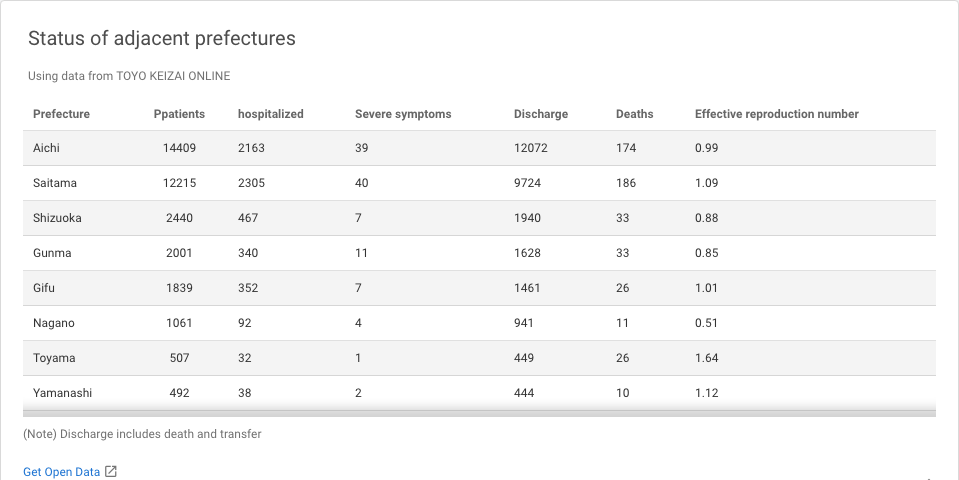 Status of adjacent prefectures
Using data from TOYO KEIZAI ONLINE
Prefecture Ppatients hospitalized Severe symptoms Discharge Deaths Effective reproduction number
Aichi 14409 2163 39 12072 174 0.99
Saitama 12215 2305 40 9724 186 1.09
Shizuoka 2440 467 7 1940 33 0.88
Gunma 2001 340 11 1628 33 0.85
Gifu 1839 352 7 1461 26 1.01
Nagano 1061 92 4 941 11 0.51
Toyama 507 32 1 449 26 1.64
Yamanashi 492 38 2 444 10 1.12
(Note) Discharge includes death and transfer
Get Open Data